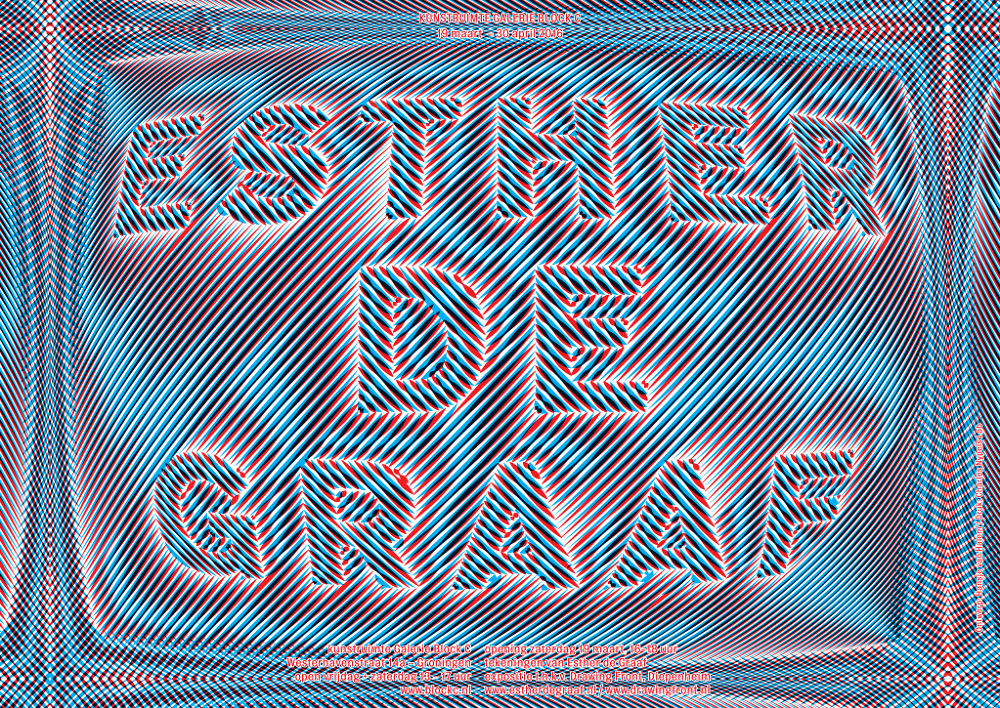 KUNSTRUIMTE GALERIE BLOCK C
19 maart – 30 april 2016
ESTHER
DE
GRAAF
Kunstruimte Galerie Block C
Westerhavenstraat 14a – Groningen
open vrijdag – zaterdag 13 – 17 uur
www.blockc.nl
opening zaterdag 19 maart, 16-18 uur
tekeningen van Esther de Graaf
expositie i.h.k.v. Drawing Front, Diepenheim
www.estherdegraaf.nl / www.drawingfront.nl